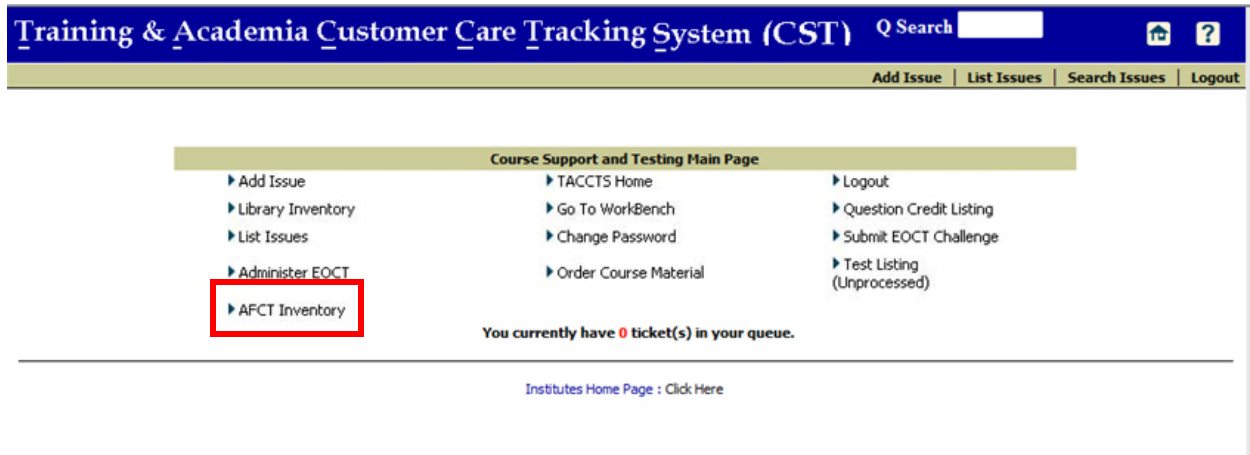 Training & Academia Customer Care Tracking System (CST) Q Search
Add Issue | List Issues | Search Issues | Logout
Course Support and Testing Main Page
Add Issue TACCTS Home Logout
Library Inventory Go To WorkBench Question Credit Listing
List Issues Change Password Submit EOCT Challenge
Administer EOCT Order Course Material Test Listing
(Unprocessed)
AFCT Inventory
You currently have 0 ticket(s) in your queue.
Institutes Home Page : Click Here